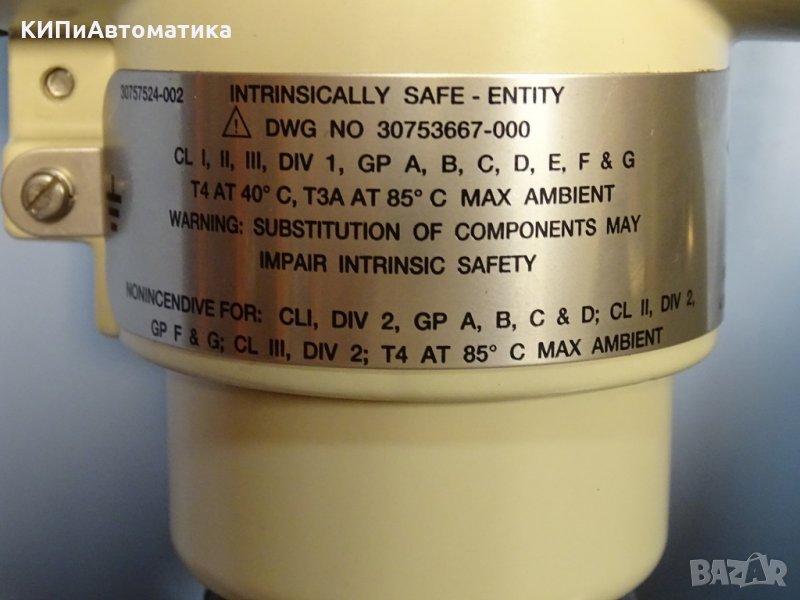 КИПиАвтоматика
30757524-002 INTRINSICALLY SAFE - ENTITY
DWG NO 30753667-000
CL I, II, III, DIV 1, GP A, B, C, D, E, F & G
T4 AT 40° C, T3A AT 85° C MAX AMBIENT
WARNING: SUBSTITUTION OF COMPONENTS MAY
IMPAIR INTRINSIC SAFETY
NONINCENDIVE FOR: CLI, DIV 2, GP A, B, C & D; CL II, DIV 2,
GP F & G; CL III, DIV 2; T4 AT 85° C MAX AMBIENT
BAZAR